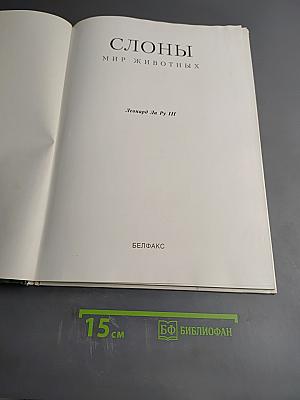 СЛОНЫ
МИР ЖИВОТНЫХ
Леонард Ли Ру III
БЕЛФАКС
15 см
БФ БИБЛИОФАН